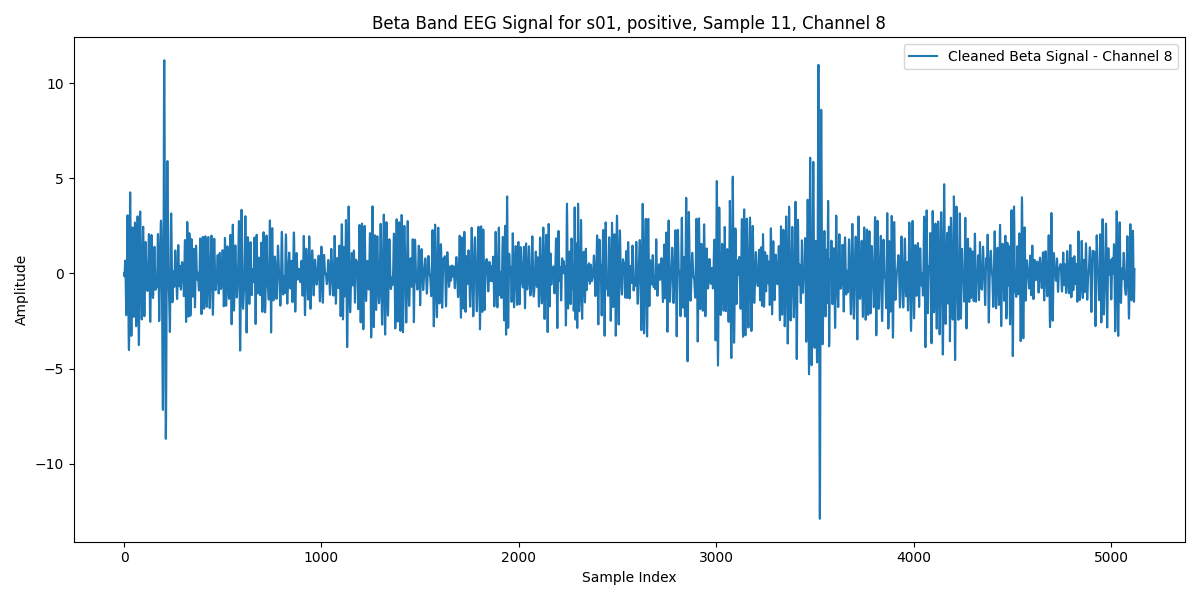 Beta Band EEG Signal for s01, positive, Sample 11, Channel 8
Cleaned Beta Signal - Channel 8
10
5
0
−5
−10
Amplitude
0 1000 2000 3000 4000 5000
Sample Index